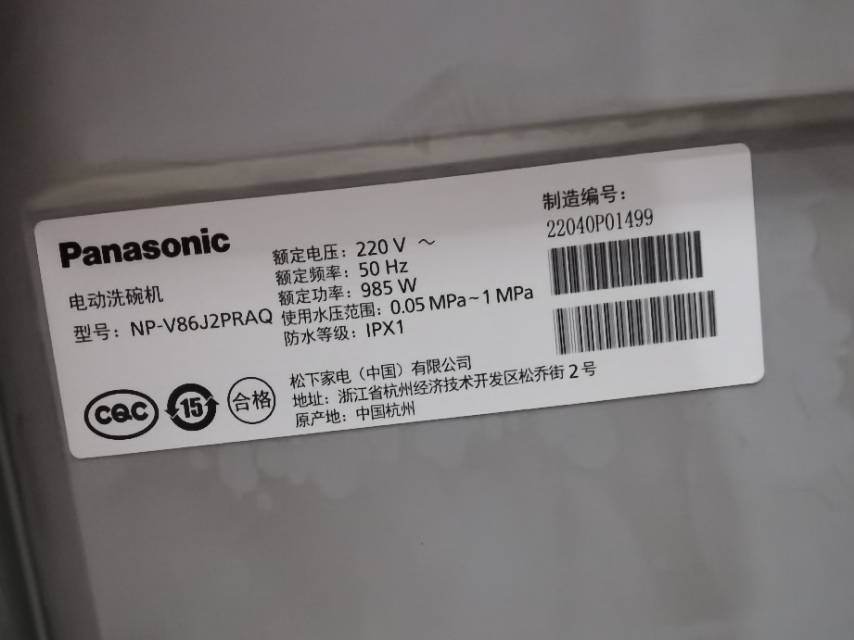 Panasonic
电动洗碗机
型号：NP-V86J2PRAQ
额定电压：220 V ～
额定频率：50 Hz
额定功率：985 W
使用水压范围：0.05 MPa~1 MPa
防水等级：IPX1
制造编号：
22040P01499
CQC
15
合格
松下家电（中国）有限公司
地址：浙江省杭州经济技术开发区松乔街2号
原产地：中国杭州